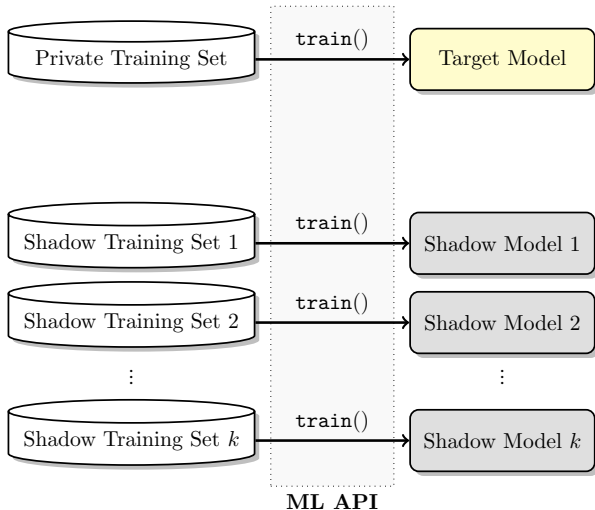 Private Training Set train() Target Model
Shadow Training Set 1 train() Shadow Model 1
Shadow Training Set 2 train() Shadow Model 2
⋮ ⋮
Shadow Training Set k train() Shadow Model k
ML API